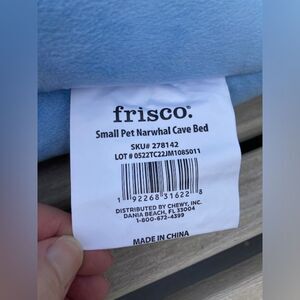 frisco.
Small Pet Narwhal Cave Bed
SKU# 278142
LOT # 0522TC22JM1085011
1 92268 31622 8
DISTRIBUTED BY CHEWY, INC.
DANIA BEACH, FL 33004
1-800-672-4399
MADE IN CHINA